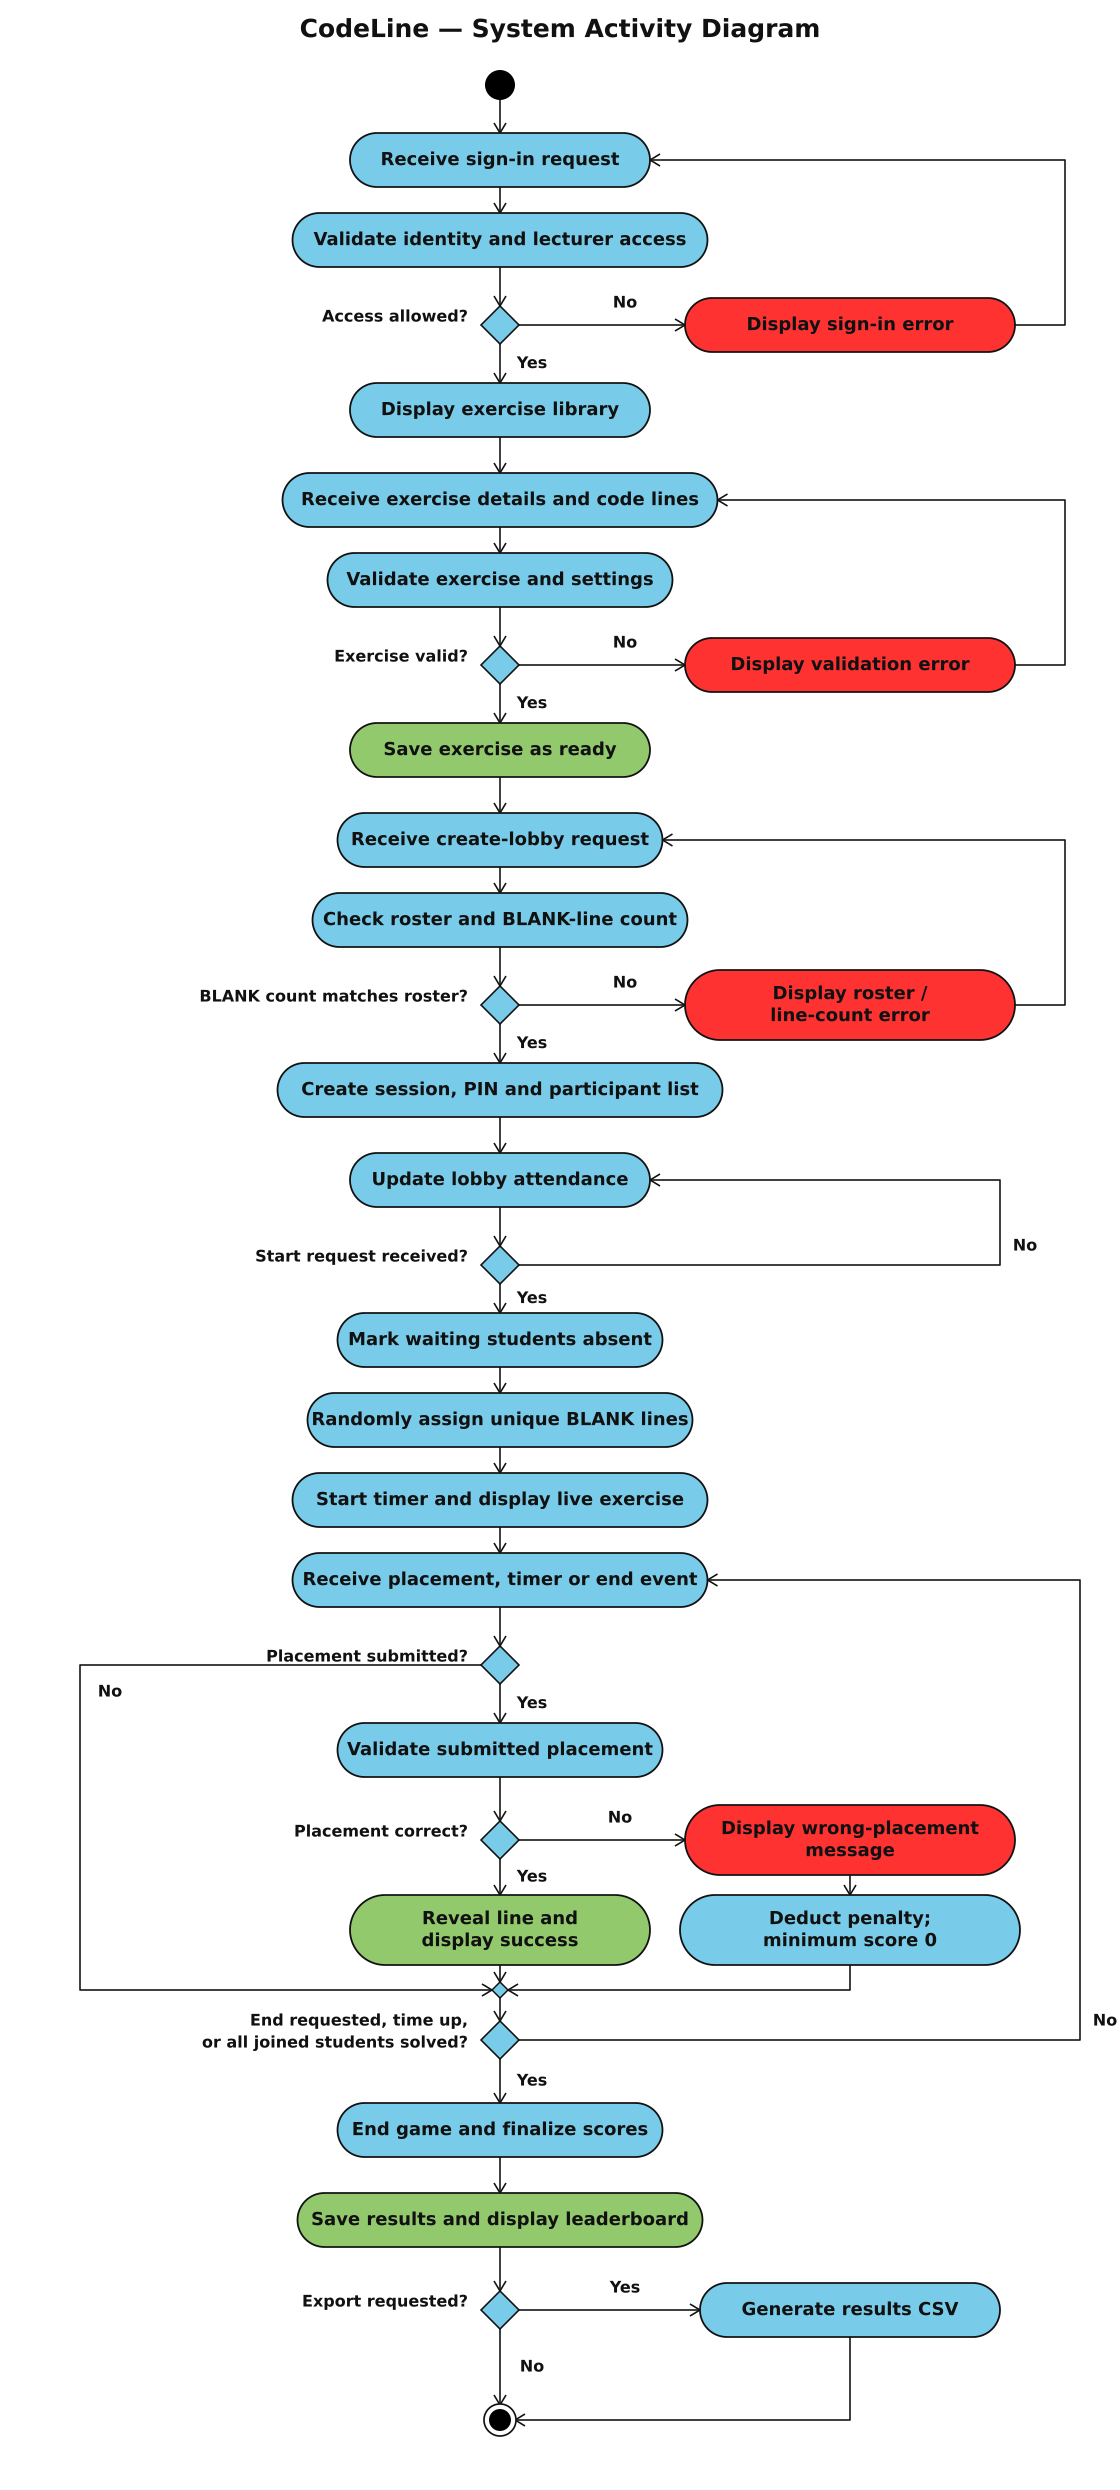 CodeLine — System Activity Diagram
Receive sign-in request
Validate identity and lecturer access
Access allowed?
No
Display sign-in error
Yes
Display exercise library
Receive exercise details and code lines
Validate exercise and settings
Exercise valid?
No
Display validation error
Yes
Save exercise as ready
Receive create-lobby request
Check roster and BLANK-line count
BLANK count matches roster?
No
Display roster /
line-count error
Yes
Create session, PIN and participant list
Update lobby attendance
Start request received?
No
Yes
Mark waiting students absent
Randomly assign unique BLANK lines
Start timer and display live exercise
Receive placement, timer or end event
Placement submitted?
No
Yes
Validate submitted placement
Placement correct?
No
Display wrong-placement
message
Yes
Reveal line and
display success
Deduct penalty;
minimum score 0
End requested, time up,
or all joined students solved?
No
Yes
End game and finalize scores
Save results and display leaderboard
Export requested?
Yes
Generate results CSV
No